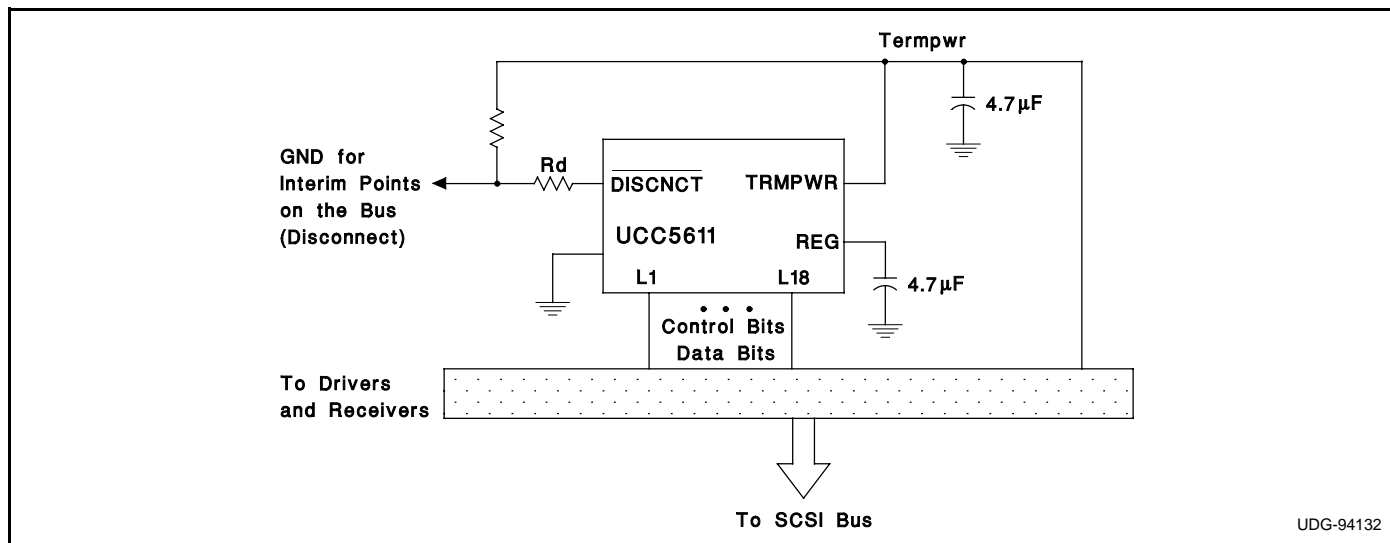 Termpwr
4.7µF
GND for
Interim Points
on the Bus
(Disconnect)
Rd
DISCNCT
TRMPWR
UCC5611
REG
L1
L18
4.7µF
• • •
Control Bits
Data Bits
To Drivers
and Receivers
To SCSI Bus
UDG-94132